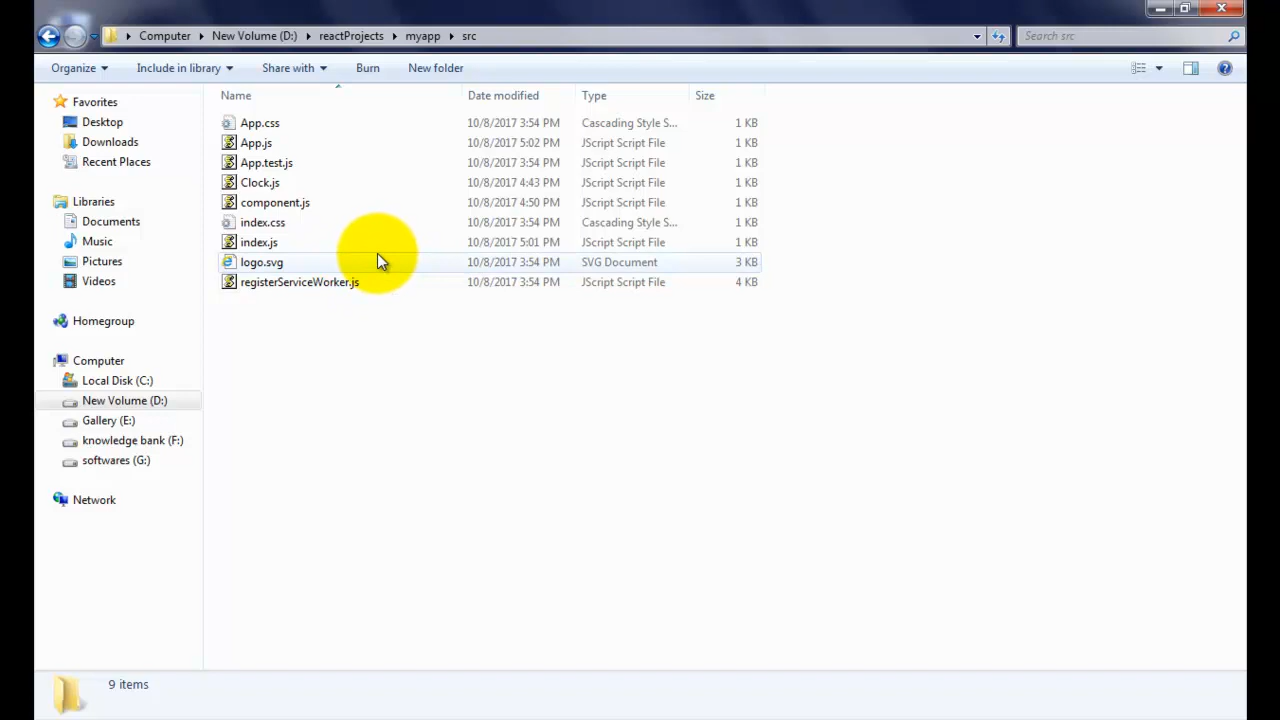 Computer New Volume (D:) reactProjects myapp src Search src
Organize Include in library Share with Burn New folder
Favorites
Desktop
Downloads
Recent Places
Libraries
Documents
Music
Pictures
Videos
Homegroup
Computer
Local Disk (C:)
New Volume (D:)
Gallery (E:)
knowledge bank (F:)
softwares (G:)
Network
Name Date modified Type Size
App.css 10/8/2017 3:54 PM Cascading Style S... 1 KB
App.js 10/8/2017 5:02 PM JScript Script File 1 KB
App.test.js 10/8/2017 3:54 PM JScript Script File 1 KB
Clock.js 10/8/2017 4:43 PM JScript Script File 1 KB
component.js 10/8/2017 4:50 PM JScript Script File 1 KB
index.css 10/8/2017 3:54 PM Cascading Style S... 1 KB
index.js 10/8/2017 5:01 PM JScript Script File 1 KB
logo.svg 10/8/2017 3:54 PM SVG Document 3 KB
registerServiceWorker.js 10/8/2017 3:54 PM JScript Script File 4 KB
9 items